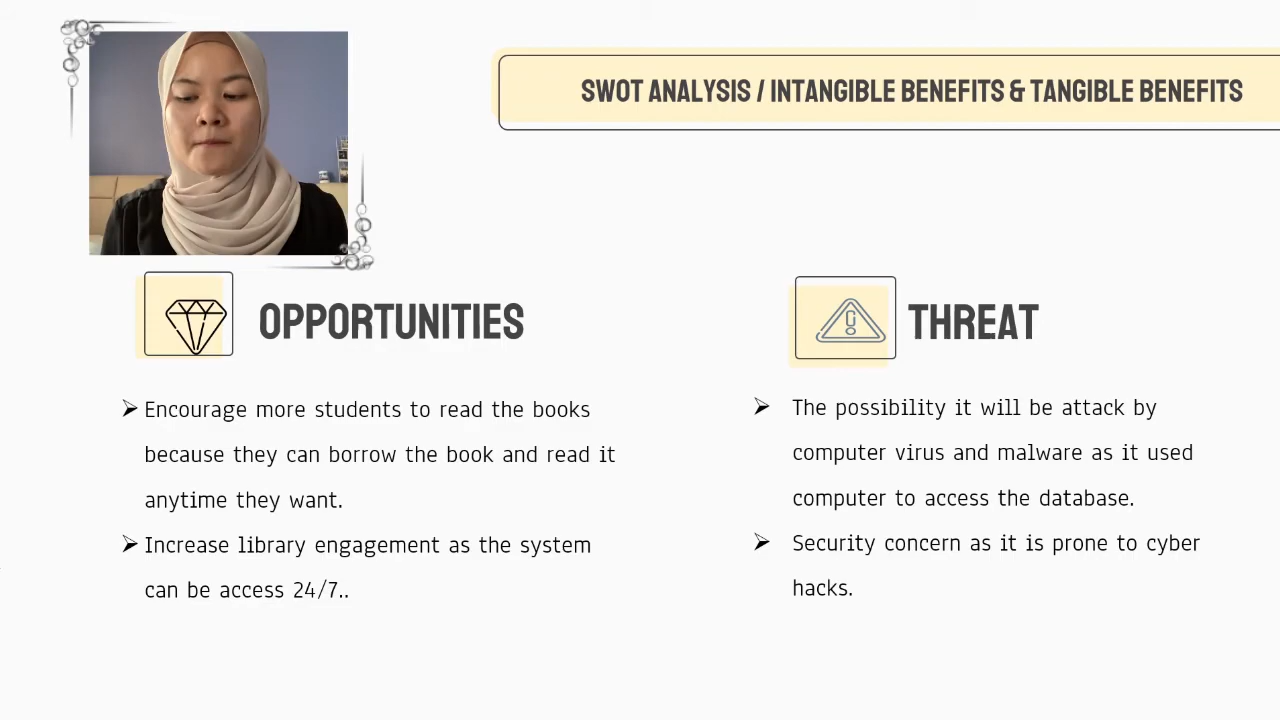 SWOT ANALYSIS / INTANGIBLE BENEFITS & TANGIBLE BENEFITS
OPPORTUNITIES
Encourage more students to read the books
because they can borrow the book and read it
anytime they want.
Increase library engagement as the system
can be access 24/7..
THREAT
The possibility it will be attack by
computer virus and malware as it used
computer to access the database.
Security concern as it is prone to cyber
hacks.